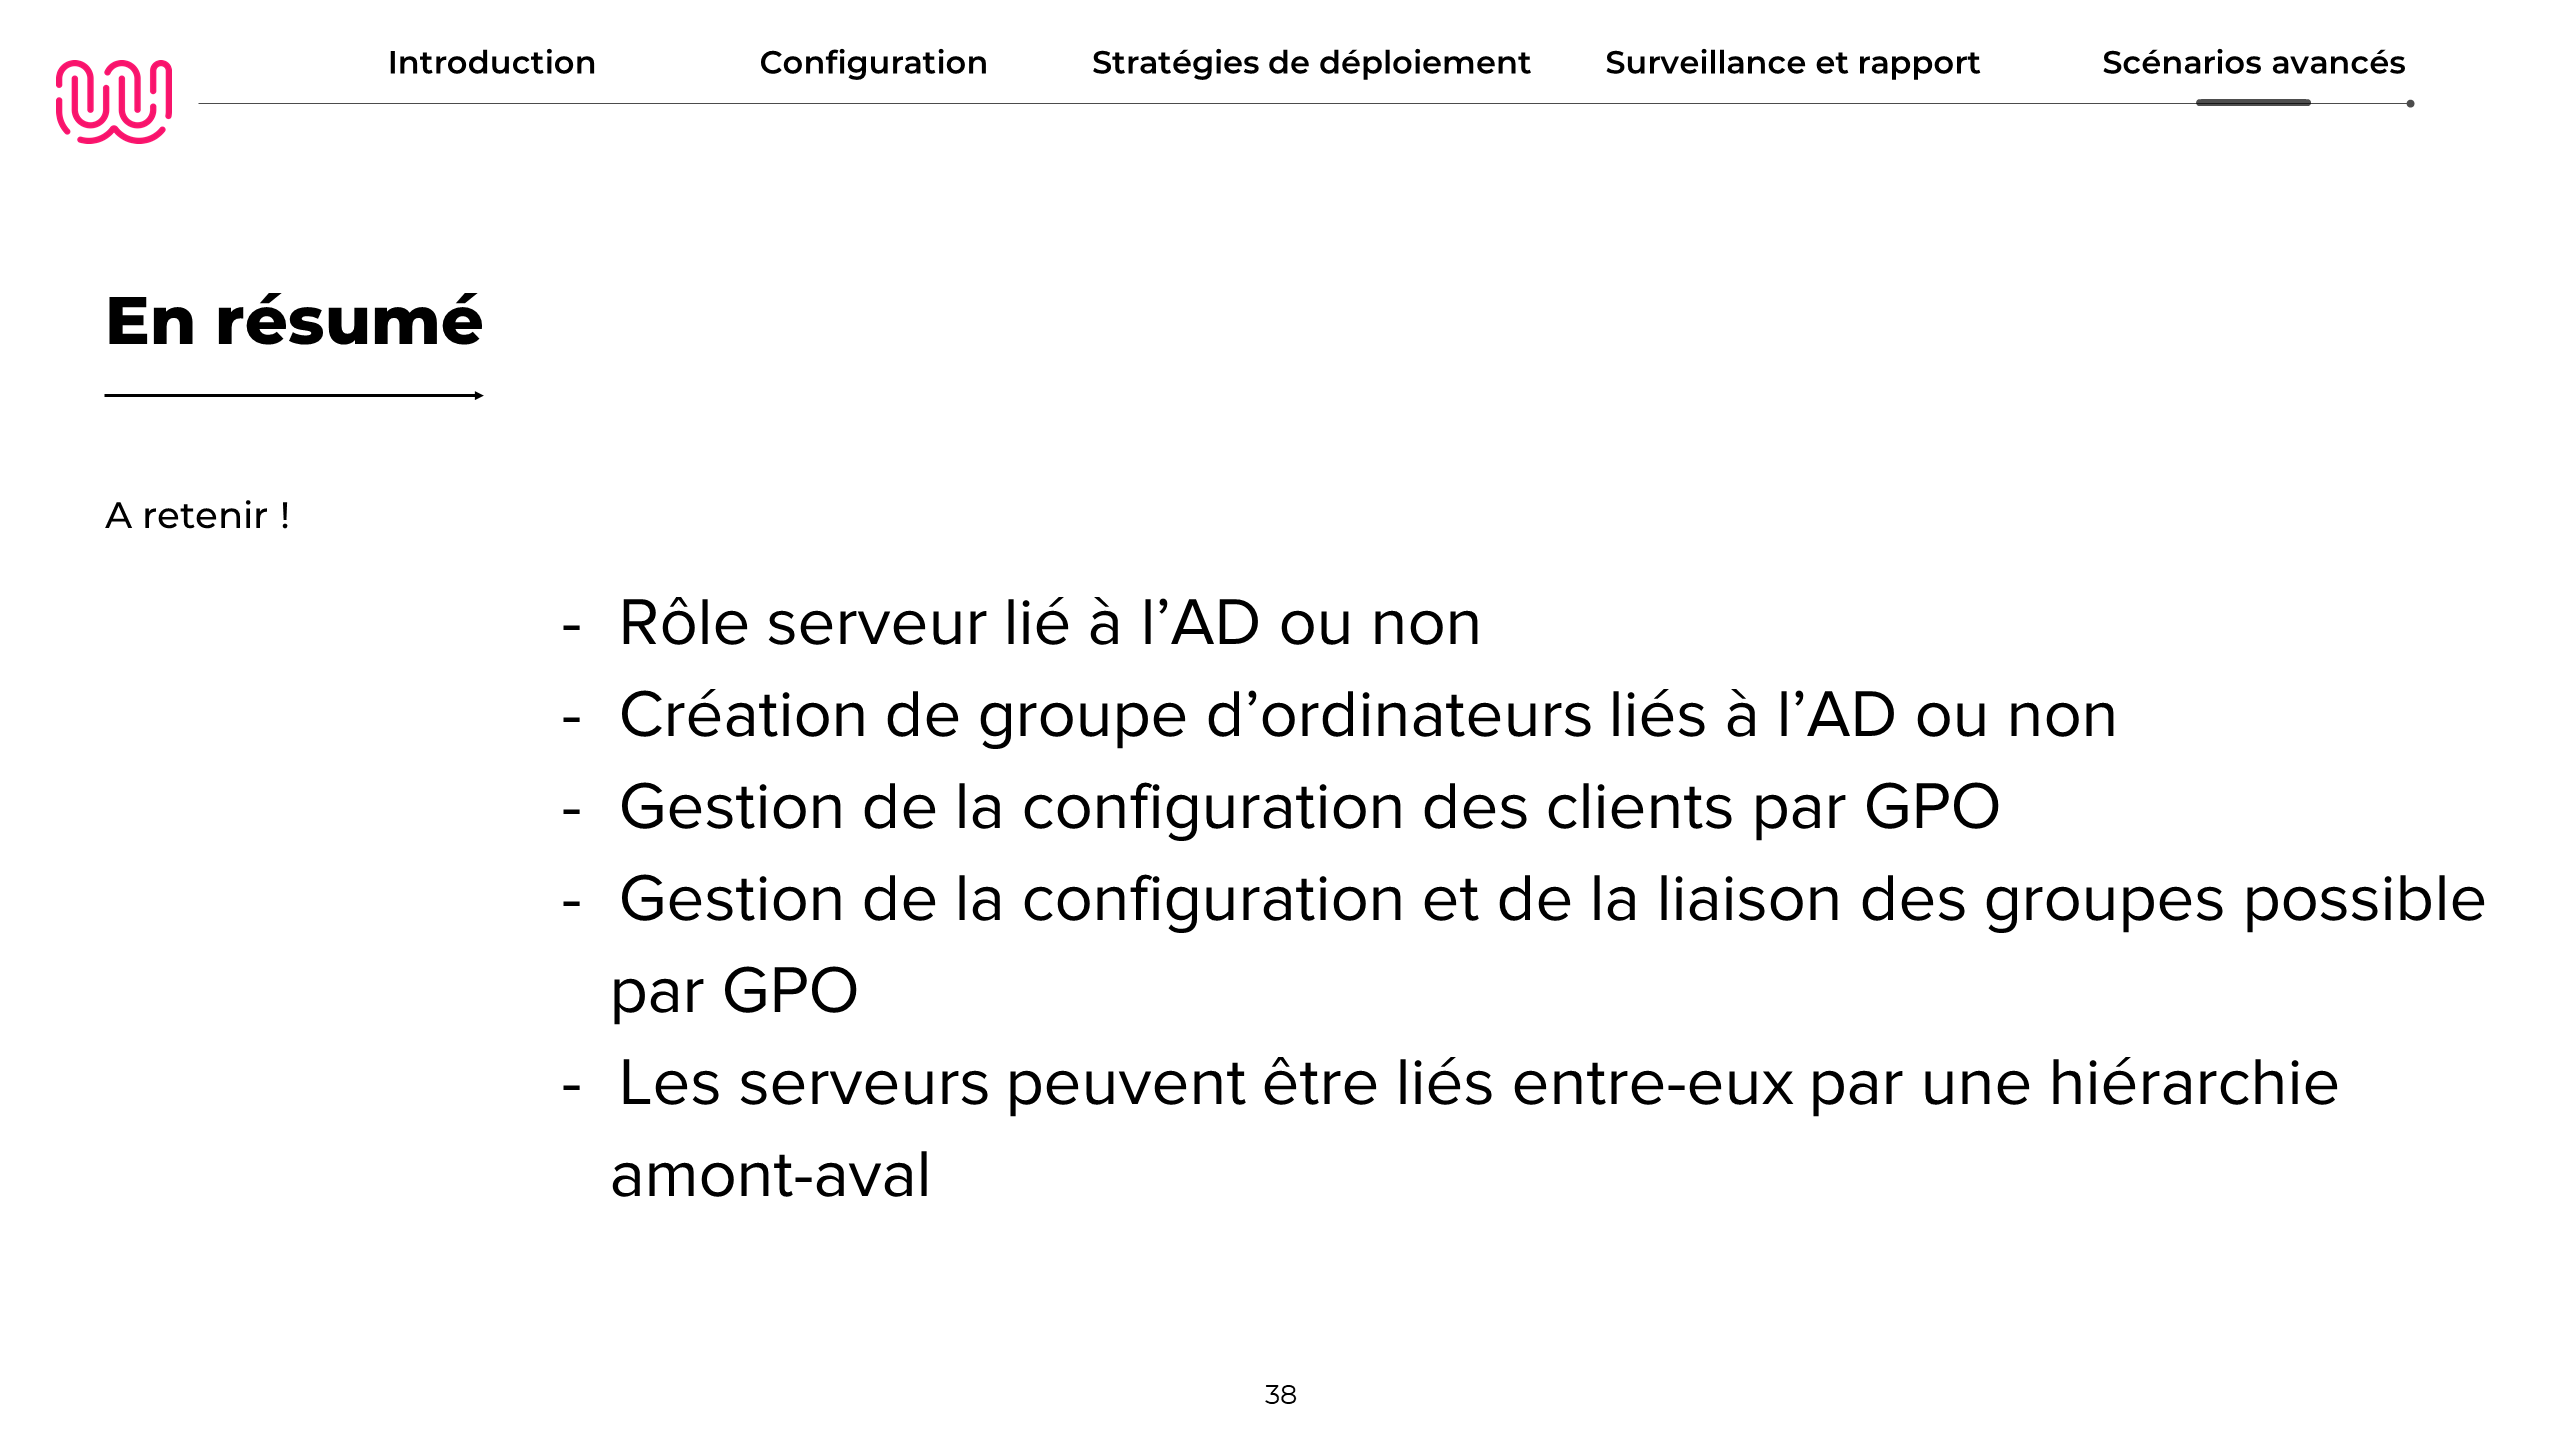 Introduction
Configuration
Stratégies de déploiement
Surveillance et rapport
Scénarios avancés
En résumé
A retenir !
- Rôle serveur lié à l’AD ou non
- Création de groupe d’ordinateurs liés à l’AD ou non
- Gestion de la configuration des clients par GPO
- Gestion de la configuration et de la liaison des groupes possible
par GPO
- Les serveurs peuvent être liés entre-eux par une hiérarchie
amont-aval
38